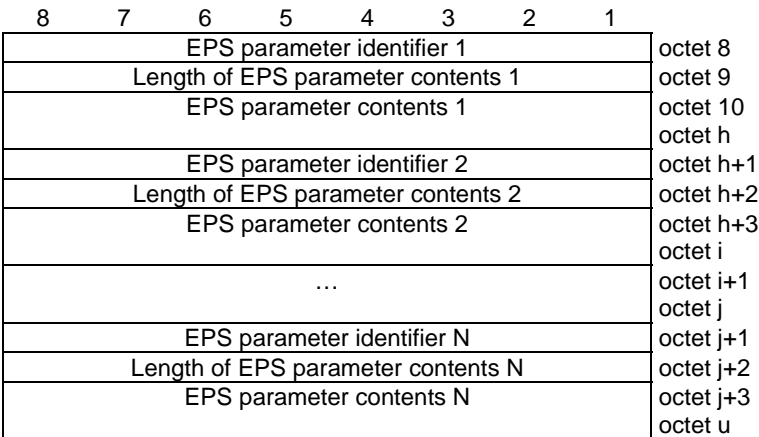 8 7 6 5 4 3 2 1
EPS parameter identifier 1 octet 8
Length of EPS parameter contents 1 octet 9
EPS parameter contents 1 octet 10
octet h
EPS parameter identifier 2 octet h+1
Length of EPS parameter contents 2 octet h+2
EPS parameter contents 2 octet h+3
octet i
… octet i+1
octet j
EPS parameter identifier N octet j+1
Length of EPS parameter contents N octet j+2
EPS parameter contents N octet j+3
octet u